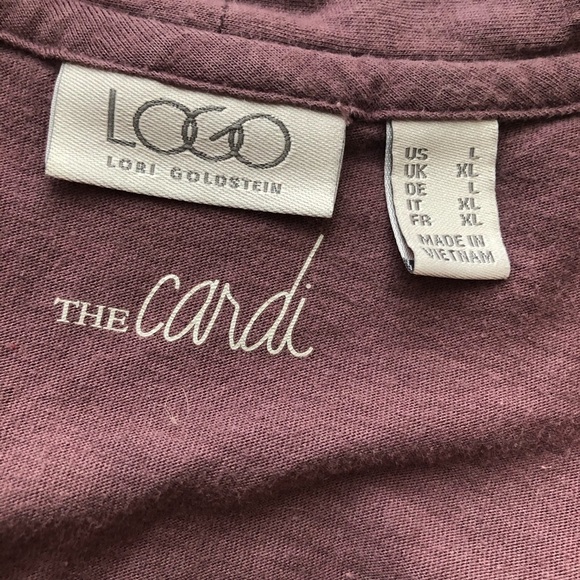 LOGO
LORI GOLDSTEIN
US L
UK XL
DE L
IT XL
FR XL
MADE IN
VIETNAM
THE cardi